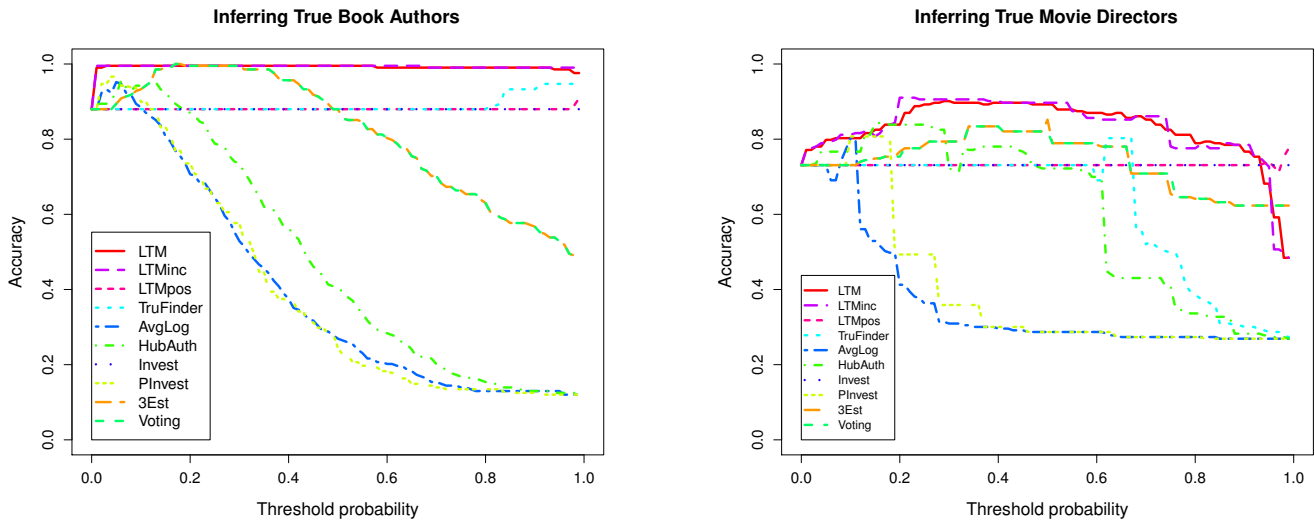 Inferring True Book Authors
Accuracy
1.0
0.8
0.6
0.4
0.2
0.0
LTM
LTMinc
LTMpos
TruFinder
AvgLog
HubAuth
Invest
PInvest
3Est
Voting
0.0 0.2 0.4 0.6 0.8 1.0
Threshold probability
Inferring True Movie Directors
Accuracy
1.0
0.8
0.6
0.4
0.2
0.0
LTM
LTMinc
LTMpos
TruFinder
AvgLog
HubAuth
Invest
PInvest
3Est
Voting
0.0 0.2 0.4 0.6 0.8 1.0
Threshold probability